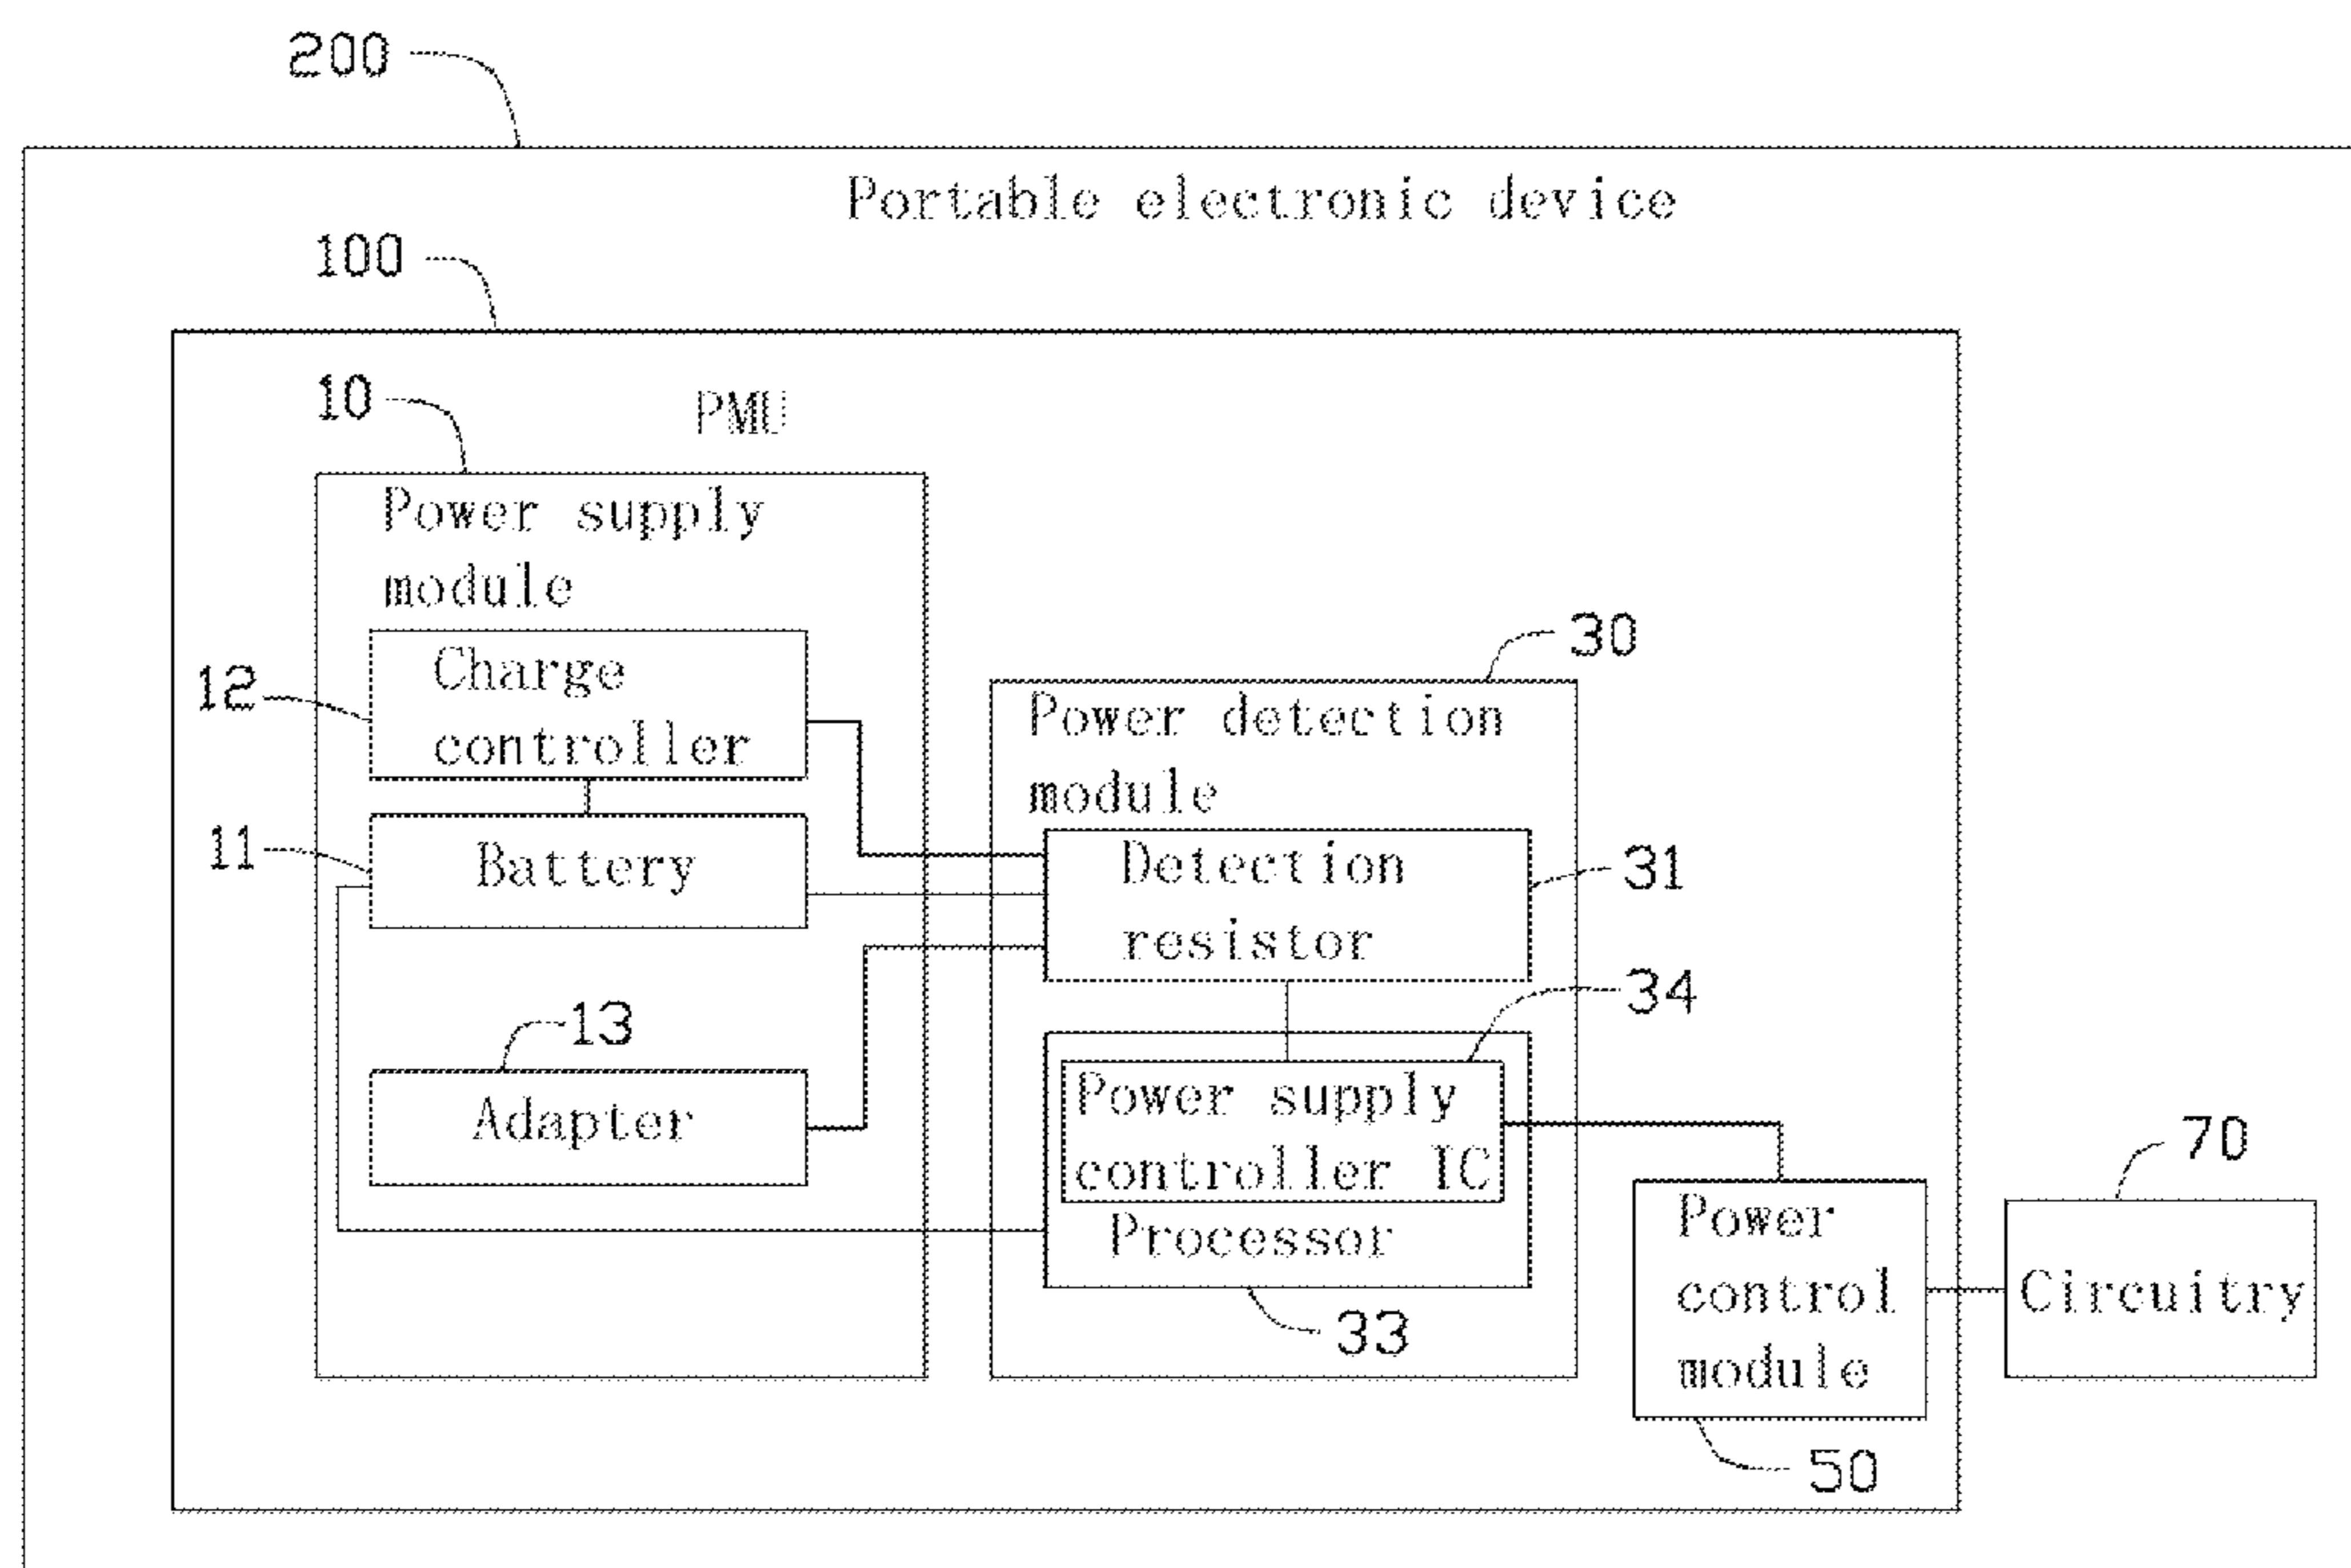 200
Portable electronic device
100
10
PMU
Power supply
module
12
Charge
controller
11
Battery
13
Adapter
30
Power detection
module
31
Detection
resistor
34
Power supply
controller IC
Processor
33
Power
control
module
50
70
Circuitry